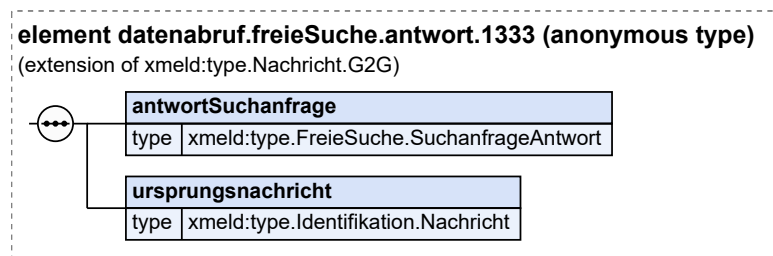 element datenabruf.freieSuche.antwort.1333 (anonymous type)
(extension of xmeld:type.Nachricht.G2G)
antwortSuchanfrage
type xmeld:type.FreieSuche.SuchanfrageAntwort
ursprungsnachricht
type xmeld:type.Identifikation.Nachricht